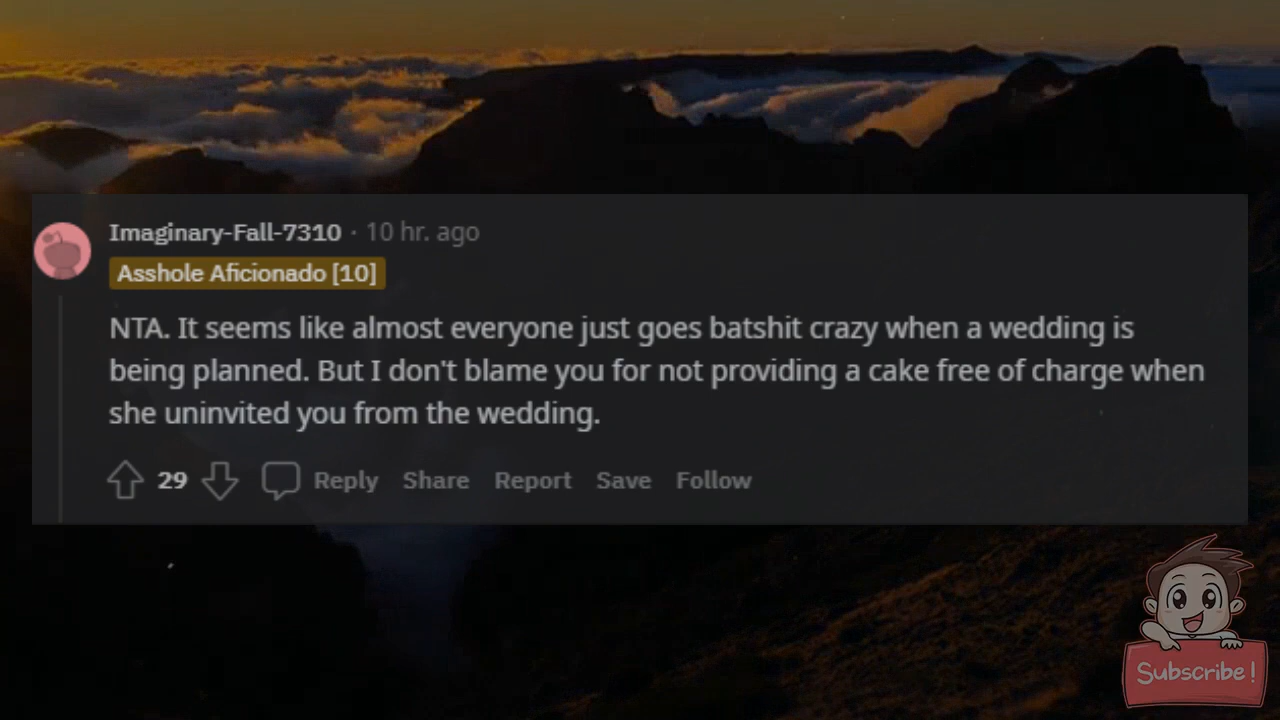 Imaginary-Fall-7310 · 10 hr. ago
Asshole Aficionado [10]
NTA. It seems like almost everyone just goes batshit crazy when a wedding is
being planned. But I don't blame you for not providing a cake free of charge when
she uninvited you from the wedding.
29 Reply Share Report Save Follow
Subscribe!